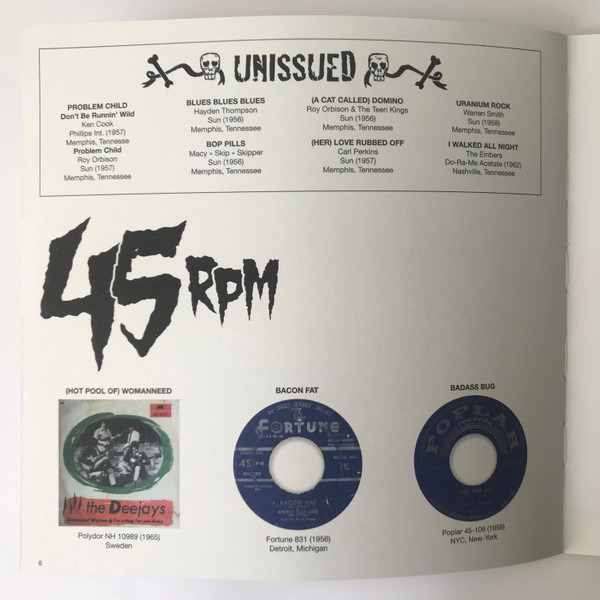 UNISSUED
PROBLEM CHILD
Don't Be Runnin' Wild
Ken Cook
Phillips Int. (1957)
Memphis, Tennesse
Problem Child
Roy Orbison
Sun (1957)
Memphis, Tennessee
BLUES BLUES BLUES
Hayden Thompson
Sun (1956)
Memphis, Tennessee
BOP PILLS
Macy « Skip » Skipper
Sun (1956)
Memphis, Tennessee
(A CAT CALLED) DOMINO
Roy Orbison & The Teen Kings
Sun (1956)
Memphis, Tennessee
(HER) LOVE RUBBED OFF
Carl Perkins
Sun (1957)
Memphis, Tennessee
URANIUM ROCK
Warren Smith
Sun (1958)
Memphis, Tennessee
I WALKED ALL NIGHT
The Embers
Do-Ra-Me Acetate (1962)
Nashville, Tennessee
45 RPM
(HOT POOL OF) WOMANNEED
the Deejays
Polydor NH 10989 (1965)
Sweden
BACON FAT
FORTUNE
45 RPM
BACON FAT
Fortune 831 (1956)
Detroit, Michigan
BADASS BUG
POPLAR
records
Poplar 45-106 (1958)
NYC, New-York
6